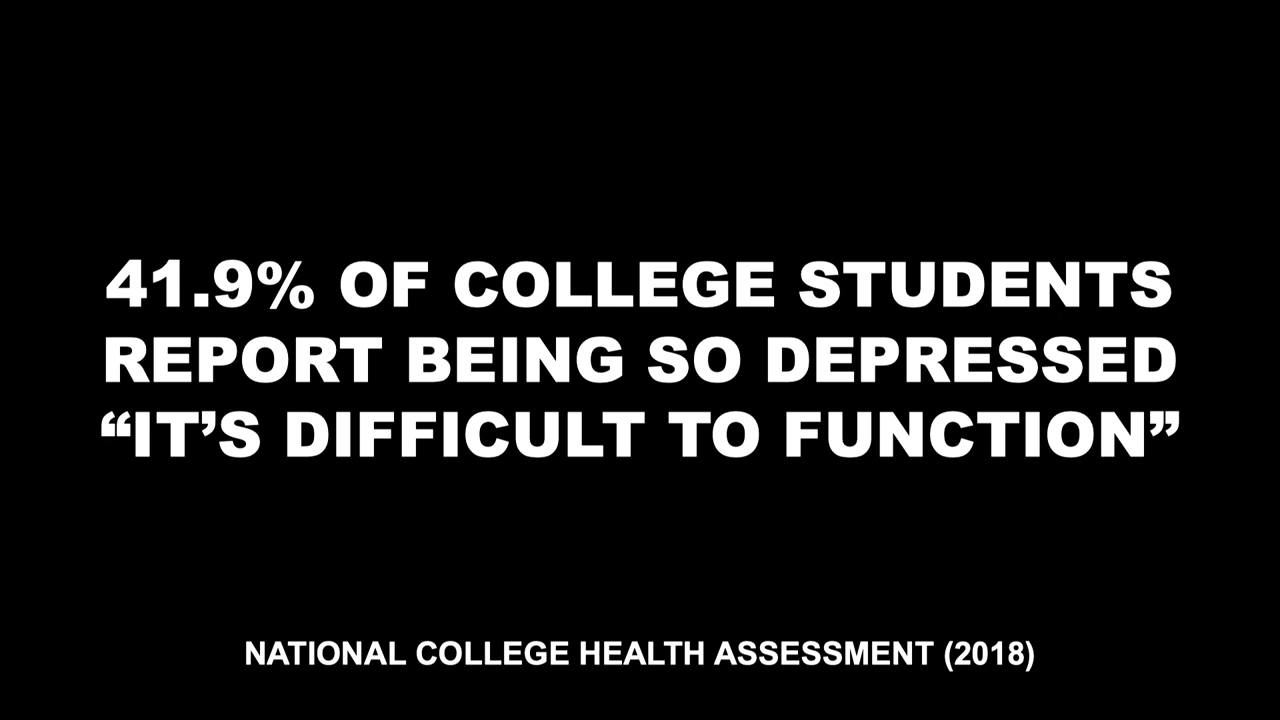 41.9% OF COLLEGE STUDENTS
REPORT BEING SO DEPRESSED
“IT’S DIFFICULT TO FUNCTION”
NATIONAL COLLEGE HEALTH ASSESSMENT (2018)